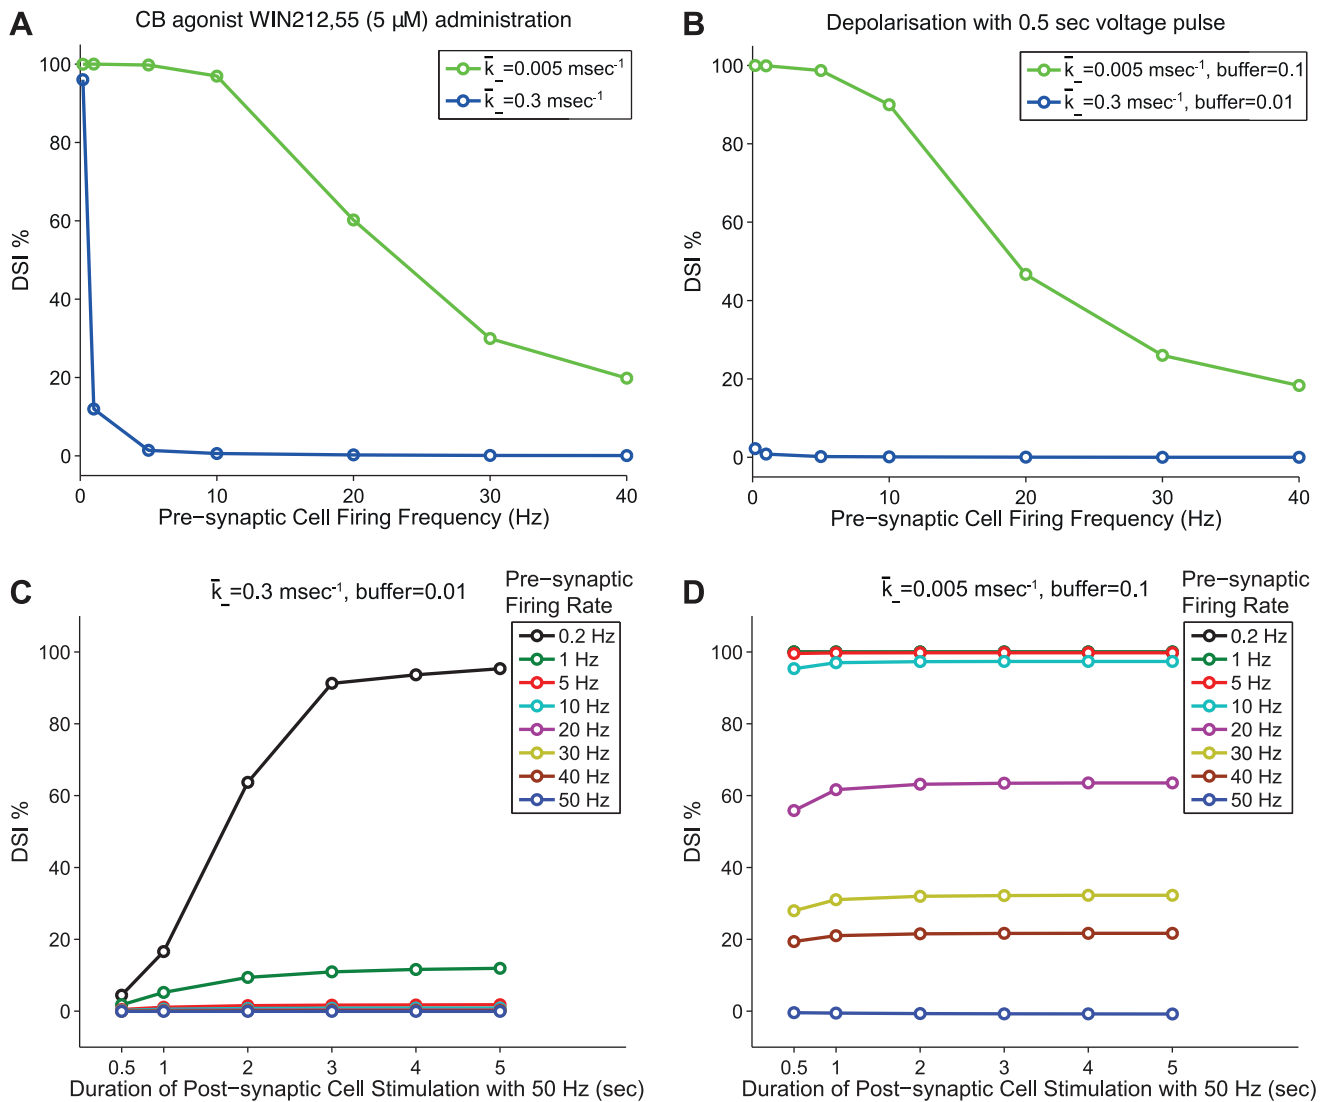 A
CB agonist WIN212,55 (5 µM) administration
k̄_=0.005 msec⁻¹
k̄_=0.3 msec⁻¹
DSI %
100
80
60
40
20
0
0 10 20 30 40
Pre−synaptic Cell Firing Frequency (Hz)
B
Depolarisation with 0.5 sec voltage pulse
k̄_=0.005 msec⁻¹, buffer=0.1
k̄_=0.3 msec⁻¹, buffer=0.01
DSI %
100
80
60
40
20
0
0 10 20 30 40
Pre−synaptic Cell Firing Frequency (Hz)
C
k̄_=0.3 msec⁻¹, buffer=0.01
Pre−synaptic
Firing Rate
0.2 Hz
1 Hz
5 Hz
10 Hz
20 Hz
30 Hz
40 Hz
50 Hz
DSI %
100
80
60
40
20
0
0.5 1 2 3 4 5
Duration of Post−synaptic Cell Stimulation with 50 Hz (sec)
D
k̄_=0.005 msec⁻¹, buffer=0.1
Pre−synaptic
Firing Rate
0.2 Hz
1 Hz
5 Hz
10 Hz
20 Hz
30 Hz
40 Hz
50 Hz
DSI %
100
80
60
40
20
0
0.5 1 2 3 4 5
Duration of Post−synaptic Cell Stimulation with 50 Hz (sec)